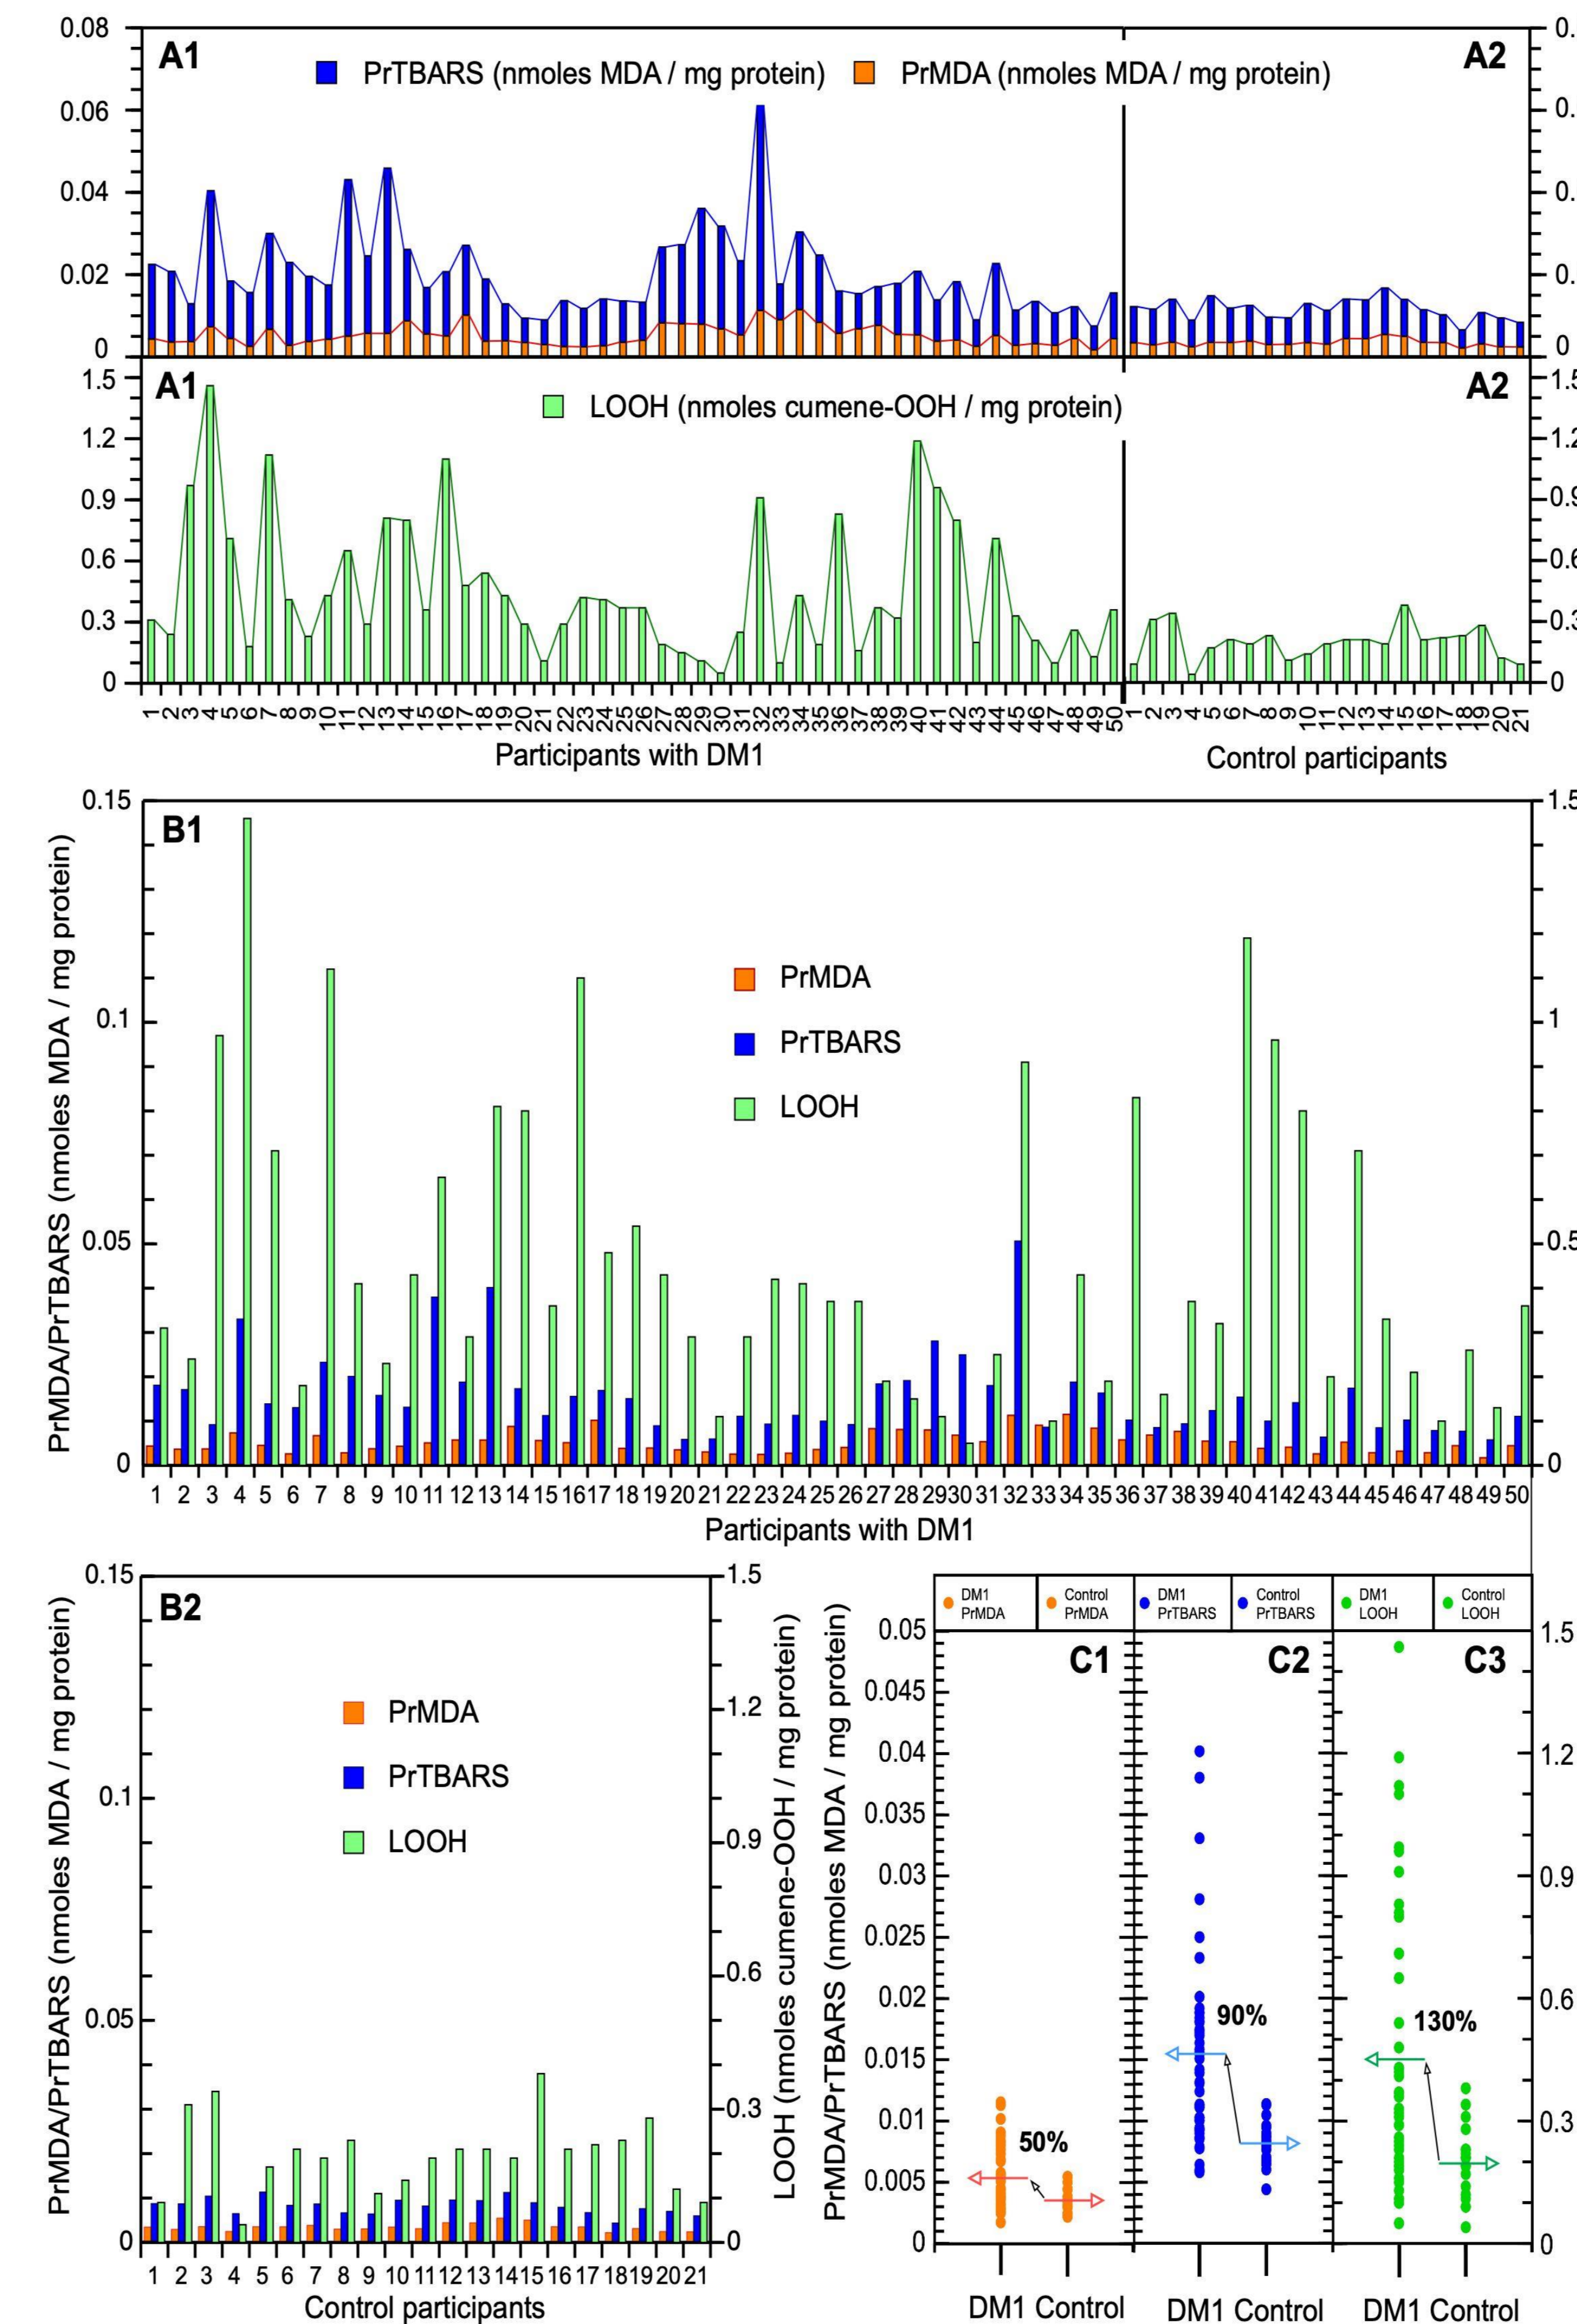 0.08
A1
PrTBARS (nmoles MDA / mg protein) PrMDA (nmoles MDA / mg protein)
A2
0.06
0.04
0.02
0
0
1.5
A1
LOOH (nmoles cumene-OOH / mg protein)
A2
1.2
0.9
0.6
0.3
0
0
1 2 3 4 5 6 7 8 9 10 11 12 13 14 15 16 17 18 19 20 21 22 23 24 25 26 27 28 29 30 31 32 33 34 35 36 37 38 39 40 41 42 43 44 45 46 47 48 49 50 1 2 3 4 5 6 7 8 9 10 11 12 13 14 15 16 17 18 19 20 21
Participants with DM1 Control participants
PrMDA/PrTBARS (nmoles MDA / mg protein)
0.15
B1
0.1 1
0.05
0 0
PrMDA
PrTBARS
LOOH
1 2 3 4 5 6 7 8 9 10 11 12 13 14 15 16 17 18 19 20 21 22 23 24 25 26 27 28 29 30 31 32 33 34 35 36 37 38 39 40 41 42 43 44 45 46 47 48 49 50
Participants with DM1
PrMDA/PrTBARS (nmoles MDA / mg protein)
0.15
0.1
0.05
0
B2
PrMDA
PrTBARS
LOOH
1.5
1.2
0.9
0.6
0.3
0
LOOH (nmoles cumene-OOH / mg protein)
1 2 3 4 5 6 7 8 9 10 11 12 13 14 15 16 17 18 19 20 21
Control participants
PrMDA/PrTBARS (nmoles MDA / mg protein)
DM1 Control DM1 Control DM1 Control
PrMDA PrMDA PrTBARS PrTBARS LOOH LOOH
0.05
0.045
0.04
0.035
0.03
0.025
0.02
0.015
0.01
0.005
0
C1
C2
C3
50%
90%
130%
1.5
1.2
0.9
0.6
0.3
0
DM1 Control DM1 Control DM1 Control